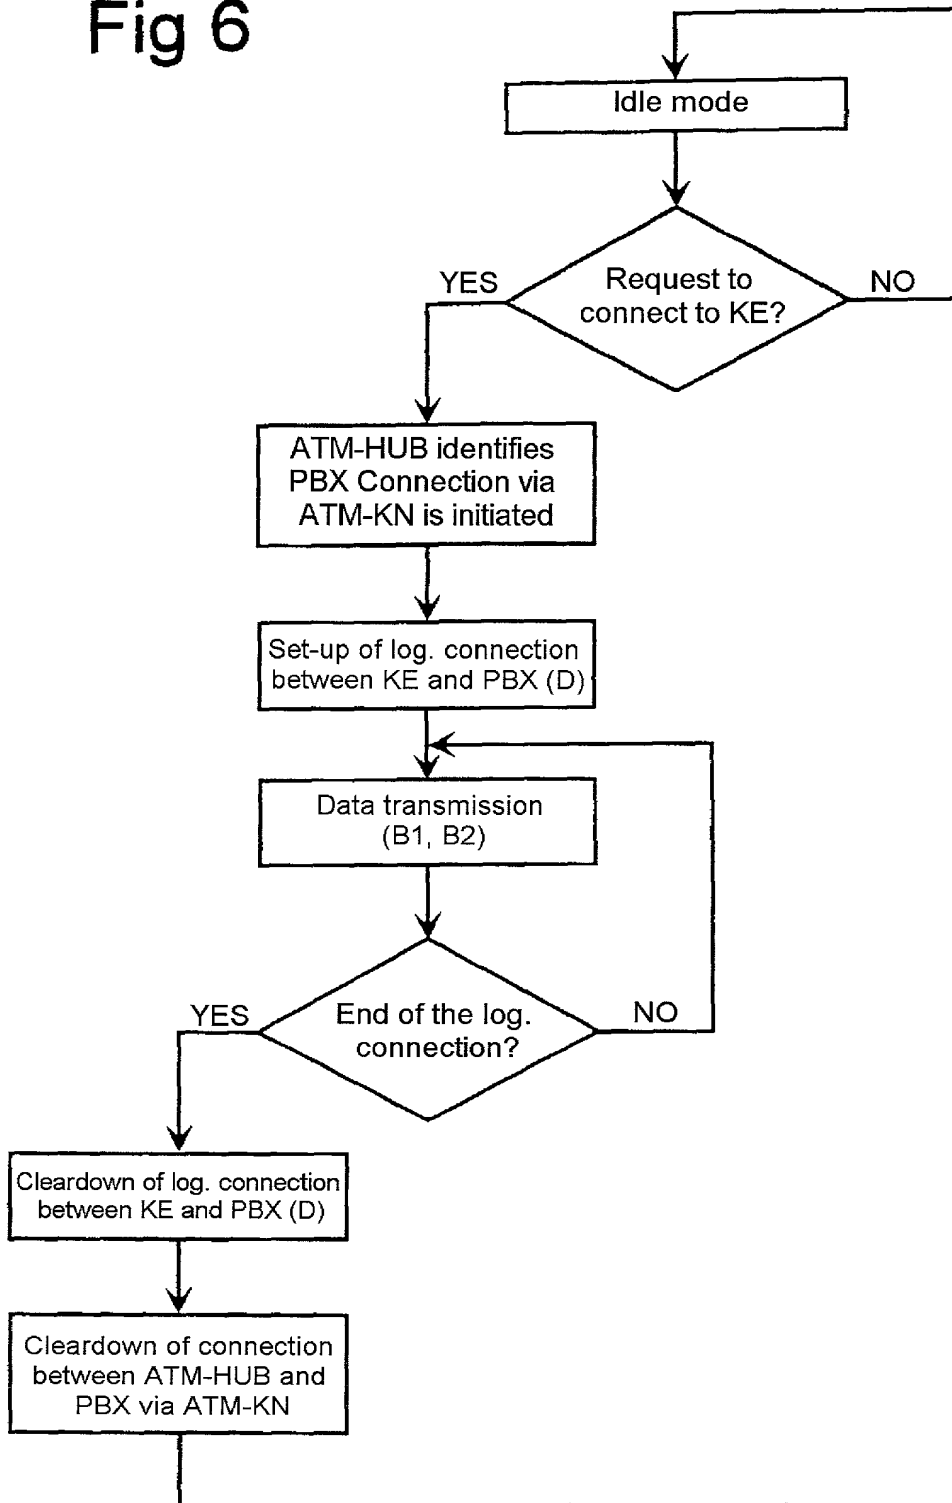 Fig 6
Idle mode
Request to
connect to KE?
YES
NO
ATM-HUB identifies
PBX Connection via
ATM-KN is initiated
Set-up of log. connection
between KE and PBX (D)
Data transmission
(B1, B2)
End of the log.
connection?
YES
NO
Cleardown of log. connection
between KE and PBX (D)
Cleardown of connection
between ATM-HUB and
PBX via ATM-KN